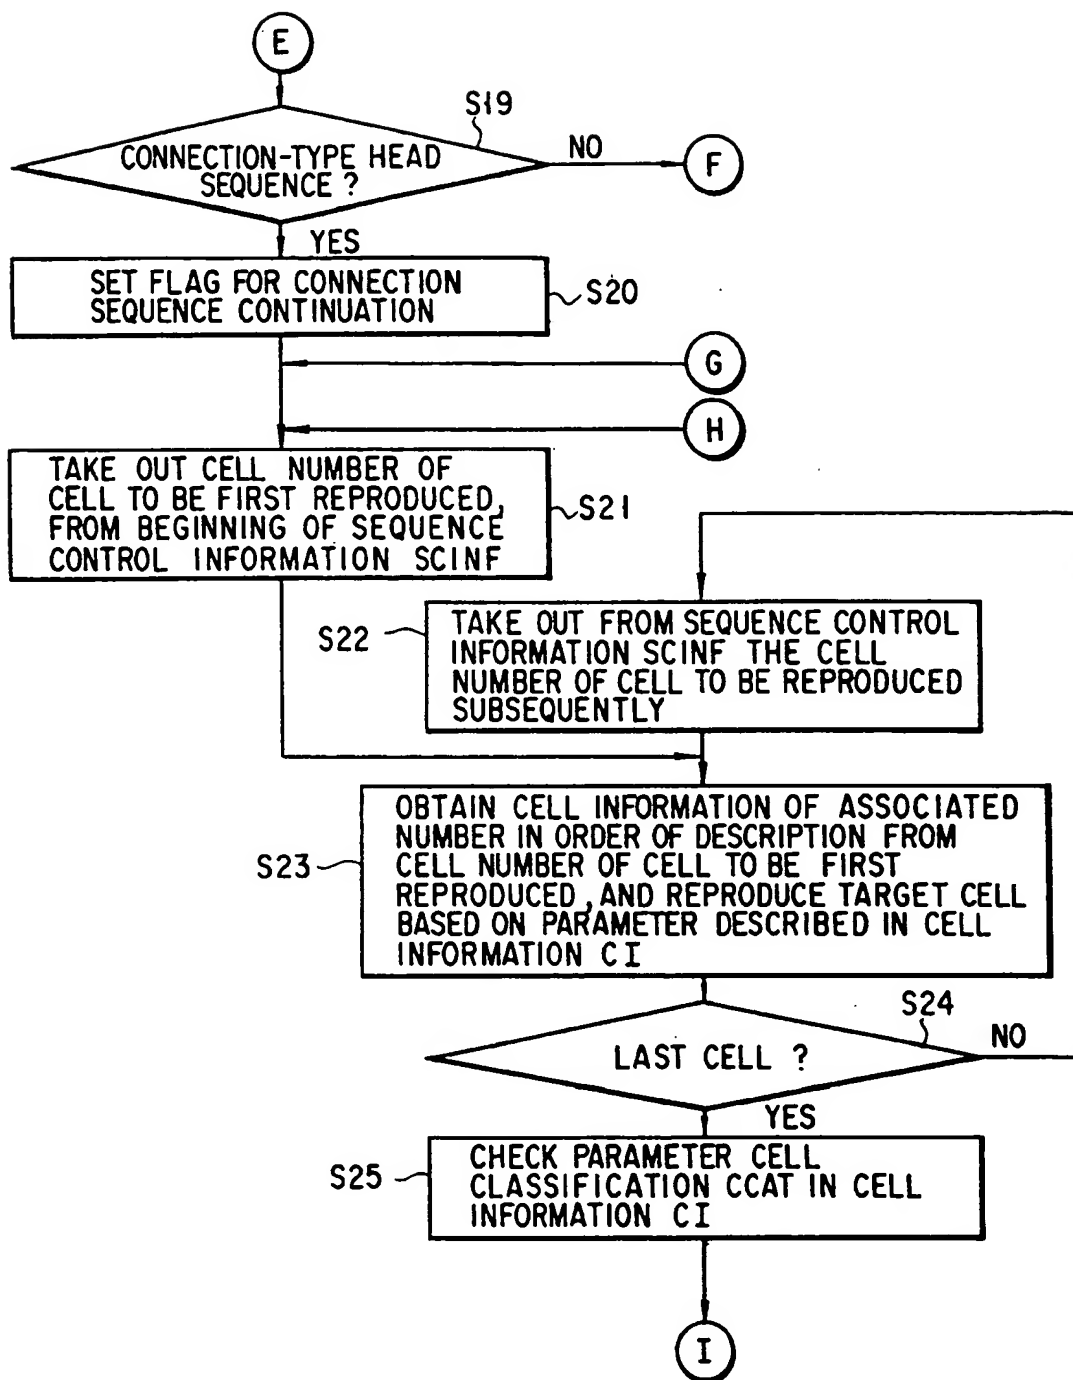 E
S19
CONNECTION-TYPE HEAD
SEQUENCE ?
NO
F
YES
SET FLAG FOR CONNECTION
SEQUENCE CONTINUATION
S20
G
H
TAKE OUT CELL NUMBER OF
CELL TO BE FIRST REPRODUCED,
FROM BEGINNING OF SEQUENCE
CONTROL INFORMATION SCINF
S21
S22
TAKE OUT FROM SEQUENCE CONTROL
INFORMATION SCINF THE CELL
NUMBER OF CELL TO BE REPRODUCED
SUBSEQUENTLY
S23
OBTAIN CELL INFORMATION OF ASSOCIATED
NUMBER IN ORDER OF DESCRIPTION FROM
CELL NUMBER OF CELL TO BE FIRST
REPRODUCED, AND REPRODUCE TARGET CELL
BASED ON PARAMETER DESCRIBED IN CELL
INFORMATION CI
S24
LAST CELL ?
NO
YES
S25
CHECK PARAMETER CELL
CLASSIFICATION CCAT IN CELL
INFORMATION CI
I